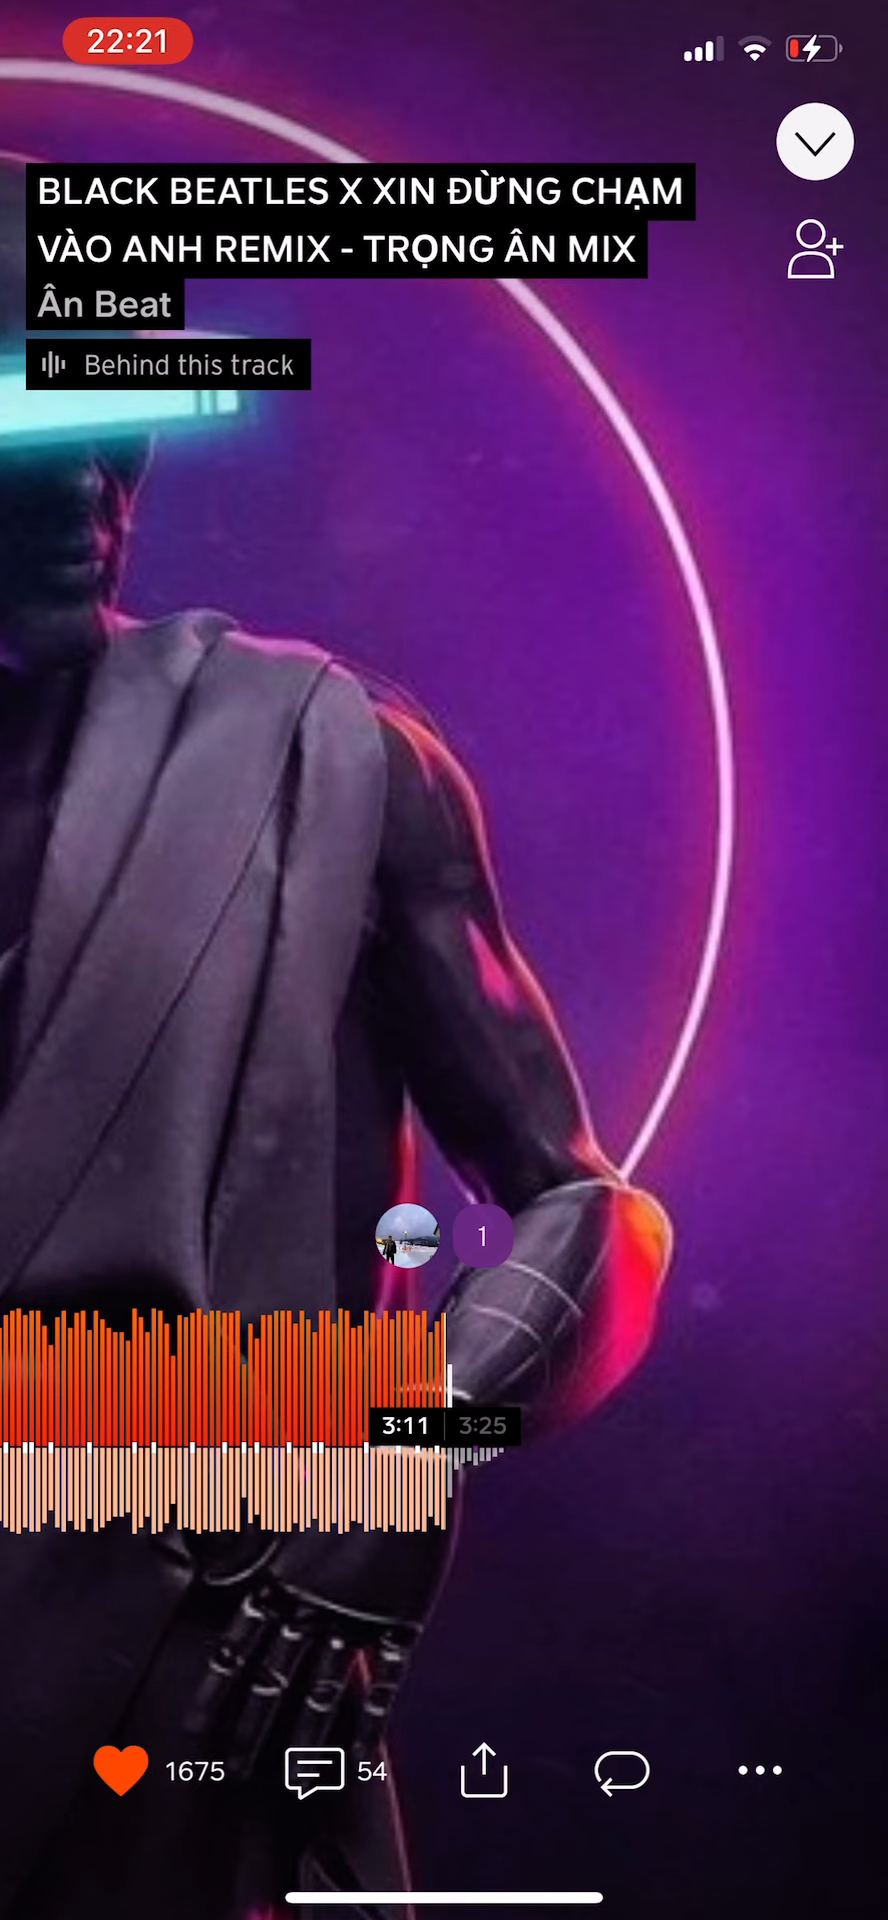 22:21
BLACK BEATLES X XIN ĐỪNG CHẠM
VÀO ANH REMIX - TRỌNG ÂN MIX
Ân Beat
Behind this track
1
3:11 3:25
1675 54